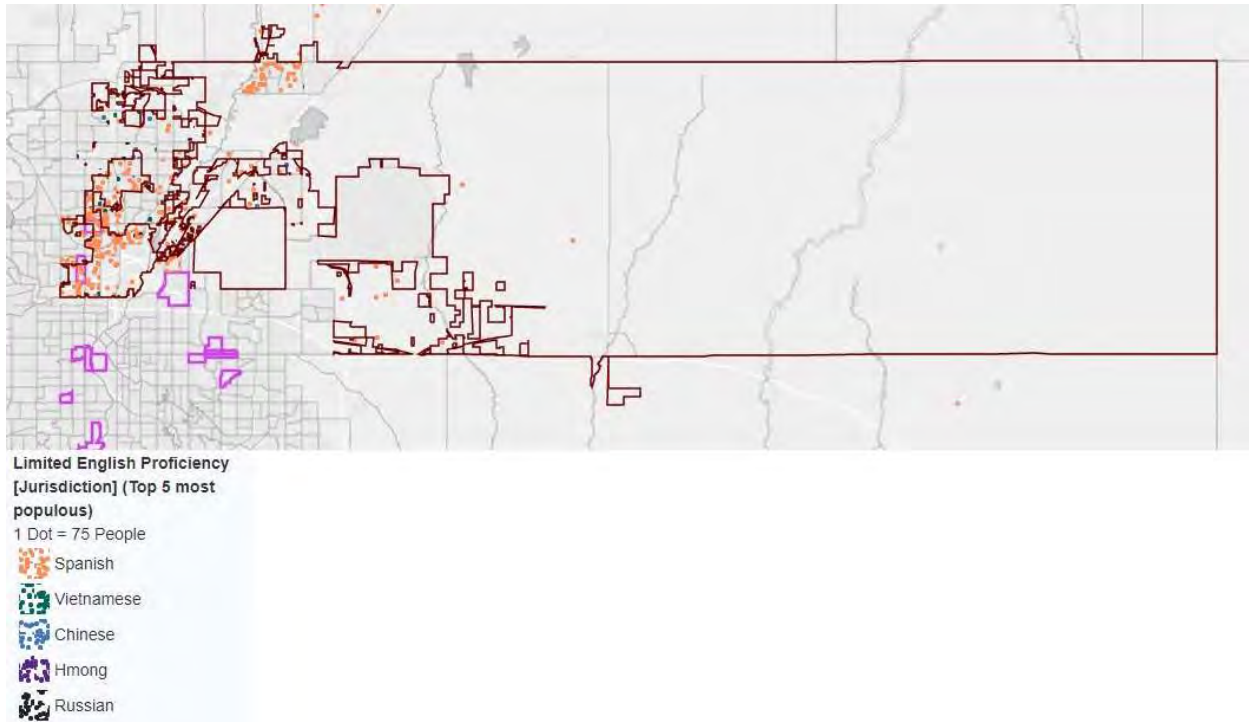 Limited English Proficiency
[Jurisdiction] (Top 5 most
populous)
1 Dot = 75 People
Spanish
Vietnamese
Chinese
Hmong
Russian